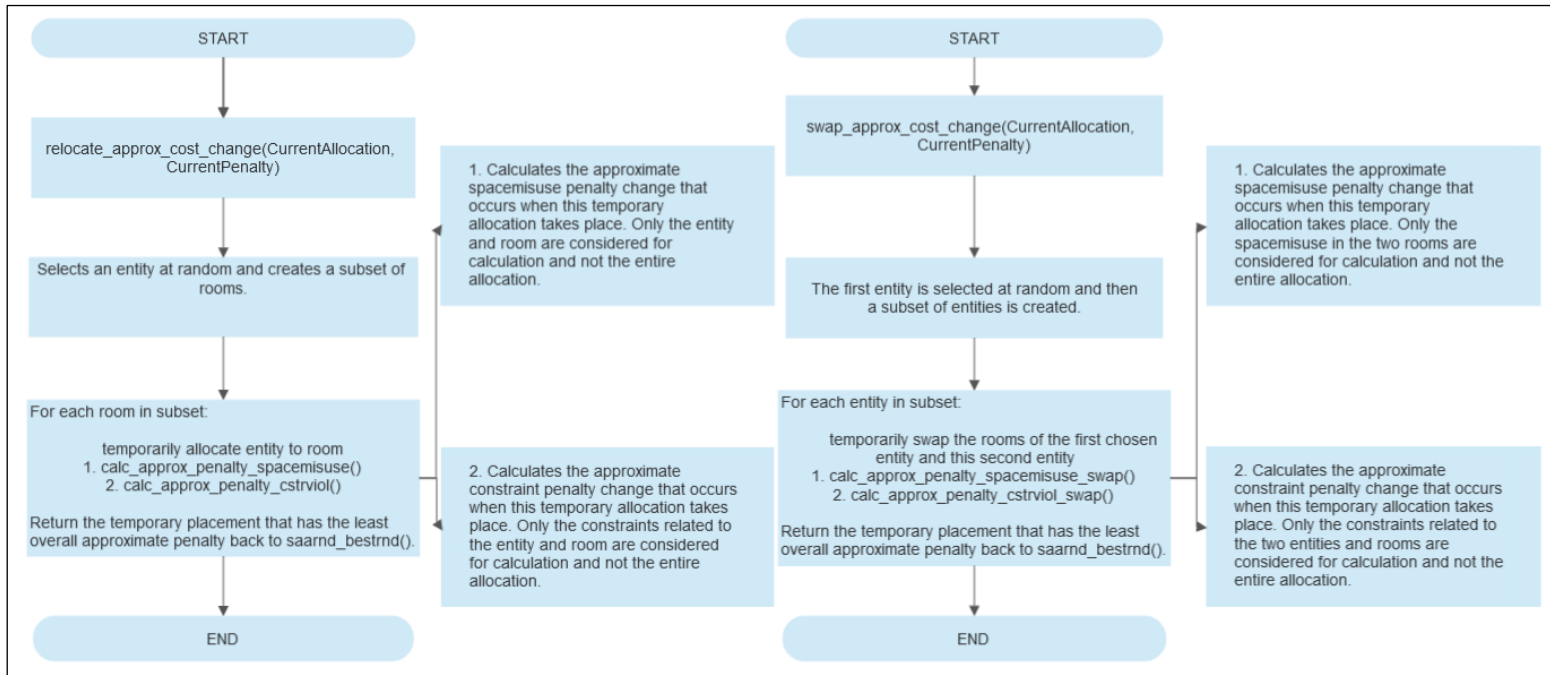 START
relocate_approx_cost_change(CurrentAllocation,
CurrentPenalty)
Selects an entity at random and creates a subset of
rooms.
For each room in subset:
temporarily allocate entity to room
1. calc_approx_penalty_spacemisuse()
2. calc_approx_penalty_cstrviol()
Return the temporary placement that has the least
overall approximate penalty back to saarnd_bestrnd().
END
1. Calculates the approximate
spacemisuse penalty change that
occurs when this temporary
allocation takes place. Only the entity
and room are considered for
calculation and not the entire
allocation.
2. Calculates the approximate
constraint penalty change that occurs
when this temporary allocation takes
place. Only the constraints related to
the entity and room are considered
for calculation and not the entire
allocation.
START
swap_approx_cost_change(CurrentAllocation,
CurrentPenalty)
The first entity is selected at random and then
a subset of entities is created.
For each entity in subset:
temporarily swap the rooms of the first chosen
entity and this second entity
1. calc_approx_penalty_spacemisuse_swap()
2. calc_approx_penalty_cstrviol_swap()
Return the temporary placement that has the least
overall approximate penalty back to saarnd_bestrnd().
END
1. Calculates the approximate
spacemisuse penalty change that
occurs when this temporary
allocation takes place. Only the
spacemisuse in the two rooms are
considered for calculation and not the
entire allocation.
2. Calculates the approximate
constraint penalty change that occurs
when this temporary allocation takes
place. Only the constraints related to
the two entities and rooms are
considered for calculation and not the
entire allocation.